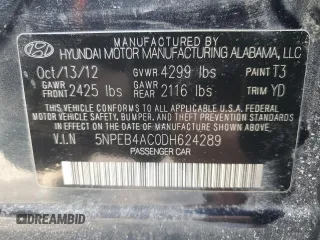 MANUFACTURED BY
HYUNDAI MOTOR MANUFACTURING ALABAMA, LLC
Oct/13/12 GVWR 4299 lbs PAINT T3
GAWR FRONT 2425 lbs GAWR REAR 2116 lbs TRIM YD
THIS VEHICLE CONFORMS TO ALL APPLICABLE FEDERAL
MOTOR VEHICLE SAFETY, BUMPER, AND THEFT PREVENTION
STANDARDS IN EFFECT ON THE DATE OF MANUFACTURE
SHOWN ABOVE.
V.I.N 5NPEB4AC0DH624289
PASSENGER CAR
©DREAMBID
DREAMBID.COM